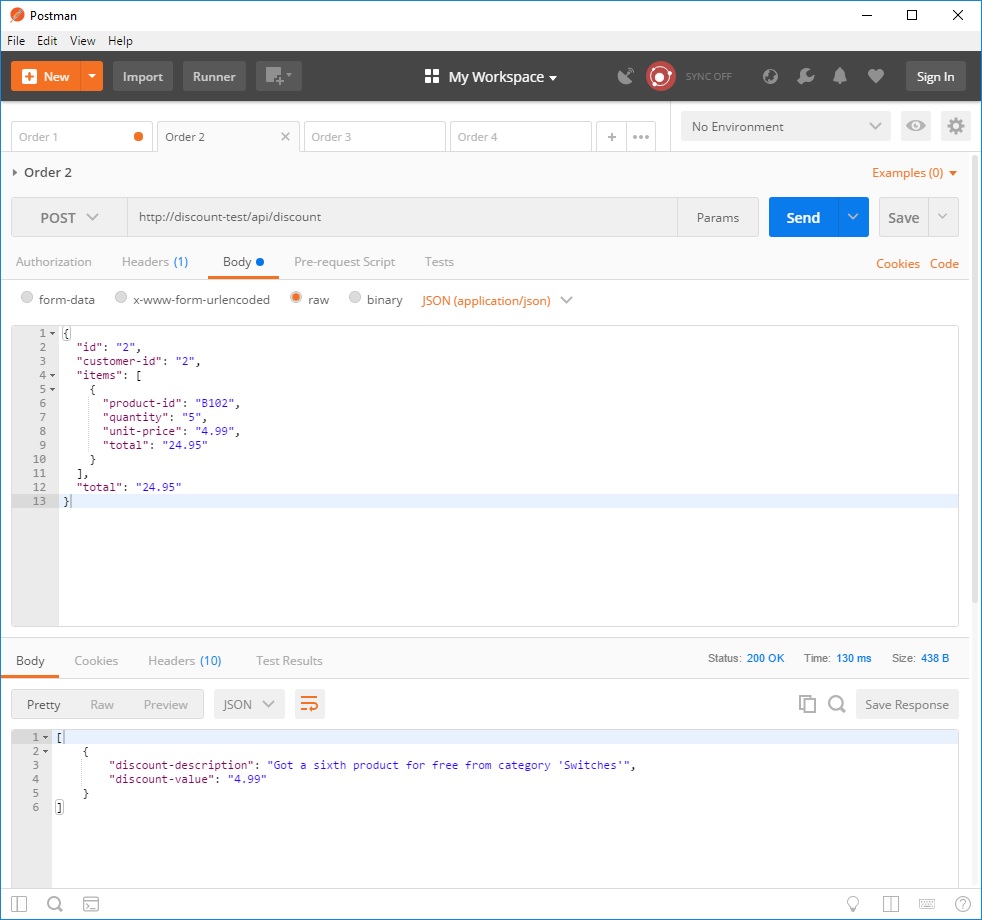 Postman
File Edit View Help
New Import Runner My Workspace SYNC OFF Sign In
Order 1 Order 2 Order 3 Order 4 No Environment
Order 2 Examples (0)
POST http://discount-test/api/discount Params Send Save
Authorization Headers (1) Body Pre-request Script Tests Cookies Code
form-data x-www-form-urlencoded raw binary JSON (application/json)
1 {
2 "id": "2",
3 "customer-id": "2",
4 "items": [
5 {
6 "product-id": "B102",
7 "quantity": "5",
8 "unit-price": "4.99",
9 "total": "24.95"
10 }
11 ],
12 "total": "24.95"
13 }
Body Cookies Headers (10) Test Results Status: 200 OK Time: 130 ms Size: 438 B
Pretty Raw Preview JSON Save Response
1 [
2 {
3 "discount-description": "Got a sixth product for free from category 'Switches'",
4 "discount-value": "4.99"
5 }
6 ]